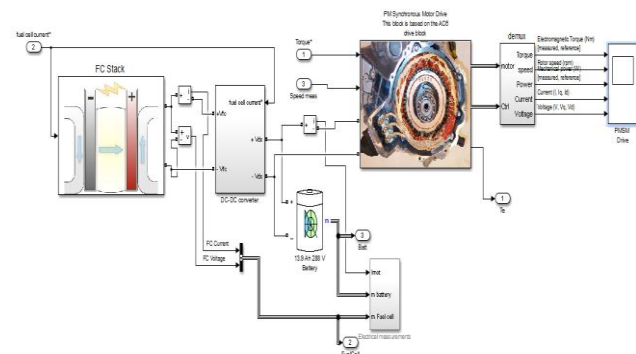 PM Synchronous Motor Drive
This block is based on the AC6
drive block
fuel cell current*
2
FC Stack
- +
i
+
v
fuel cell current*
+Vfc
-Vfc
+ Vdc
- Vdc
DC-DC converter
Torque*
1
3
Speed meas
i
+
-
demux
motor
Ctrl
Torque
speed
Power
Current
Voltage
Electromagnetic Torque (Nm)
[measured, reference]
Rotor speed (rpm)
Mechanical power (W)
[measured, reference]
Current (I, Iq, Id)
Voltage (V, Vq, Vd)
PMSM
Drive
1
Te
+
-
m
13.9 Ah 288 V
Battery
3
Batt
FC Current
FC Voltage
Imot
m battery
m Fuel cell
Electrical measurements
2